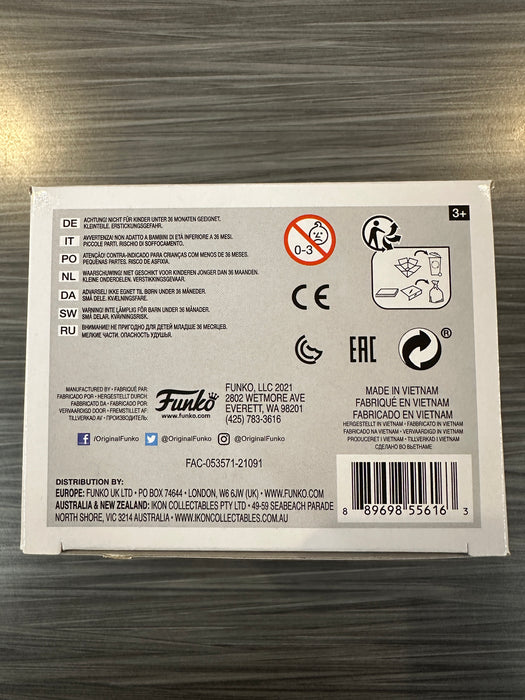 3+
DE ACHTUNG! NICHT FÜR KINDER UNTER 36 MONATEN GEEIGNET.
KLEINTEILE. ERSTICKUNGSGEFAHR.
IT AVVERTENZA! NON ADATTO A BAMBINI DI ETÀ INFERIORE A 36 MESI.
PICCOLE PARTI. RISCHIO DI SOFFOCAMENTO.
PO ATENÇAO! CONTRA-INDICADO PARA CRIANÇAS COM MENOS DE 36 MESES.
PEQUENAS PARTES. RISCO DE ASFIXIA.
NL WAARSCHUWING! NIET GESCHIKT VOOR KINDEREN JONGER DAN 36 MAANDEN.
KLEINE ONDERDELEN. VERSTIKKINGSGEVAAR.
DA ADVARSEL! IKKE EGNET TIL BØRN UNDER 36 MÅNEDER.
SMÅ DELE. KVÆLNINGSFARE.
SW VARNING! INTE LÄMPLIG FÖR BARN UNDER 36 MÅNADER.
SMÅ DELAR. KVÄVNINGSRISK.
RU ВНИМАНИЕ! НЕ ПРИГОДНО ДЛЯ ДЕТЕЙ МЛАДШЕ 36 МЕСЯЦЕВ.
МЕЛКИЕ ЧАСТИ. ОПАСНОСТЬ УДУШЬЯ.
0-3
CE
EAC
®
MANUFACTURED BY • FABRIQUÉ PAR:
FABRICADO POR • HERGESTELLT DURCH:
FABBRICATO DA • FABRICADO POR:
VERVAARDIGD DOOR • FREMSTILLET AF
TILLVERKAD AV • ПРОИЗВОДИТЕЛЬ:
Funko
www.funko.com
FUNKO, LLC 2021
2802 WETMORE AVE
EVERETT, WA 98201
(425) 783-3616
MADE IN VIETNAM
FABRIQUÉ EN VIETNAM
FABRICADO EN VIETNAM
HERGESTELLT IN VIETNAM • FABBRICATO IN VIETNAM
FABRICADO NA VIETNAM • VERVAARDIGD IN VIETNAM
PRODUCERET I VIETNAM • TILLVERKAD I VIETNAM
СДЕЛАНО ВО ВЬЕТНАМЕ
f /OriginalFunko @OriginalFunko @OriginalFunko
FAC-053571-21091
DISTRIBUTION BY:
EUROPE: FUNKO UK LTD • PO BOX 74644 • LONDON, W6 6JW (UK) • WWW.FUNKO.COM
AUSTRALIA & NEW ZEALAND: IKON COLLECTABLES PTY LTD • 49-59 SEABEACH PARADE
NORTH SHORE, VIC 3214 AUSTRALIA • WWW.IKONCOLLECTABLES.COM.AU
8 89698 55616 3